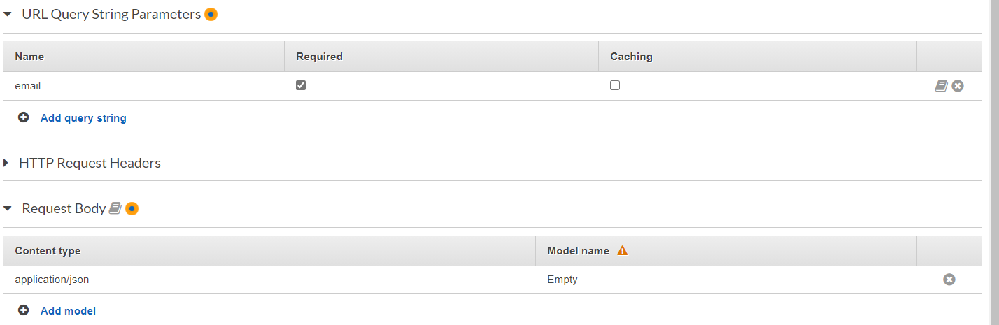 URL Query String Parameters
Name Required Caching
email
Add query string
HTTP Request Headers
Request Body
Content type Model name
application/json Empty
Add model